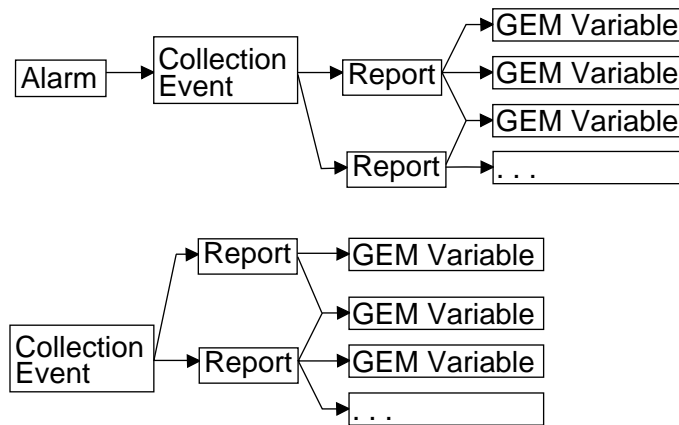 Alarm
Collection
Event
Report
Report
GEM Variable
GEM Variable
GEM Variable
. . .
Collection
Event
Report
Report
GEM Variable
GEM Variable
GEM Variable
. . .